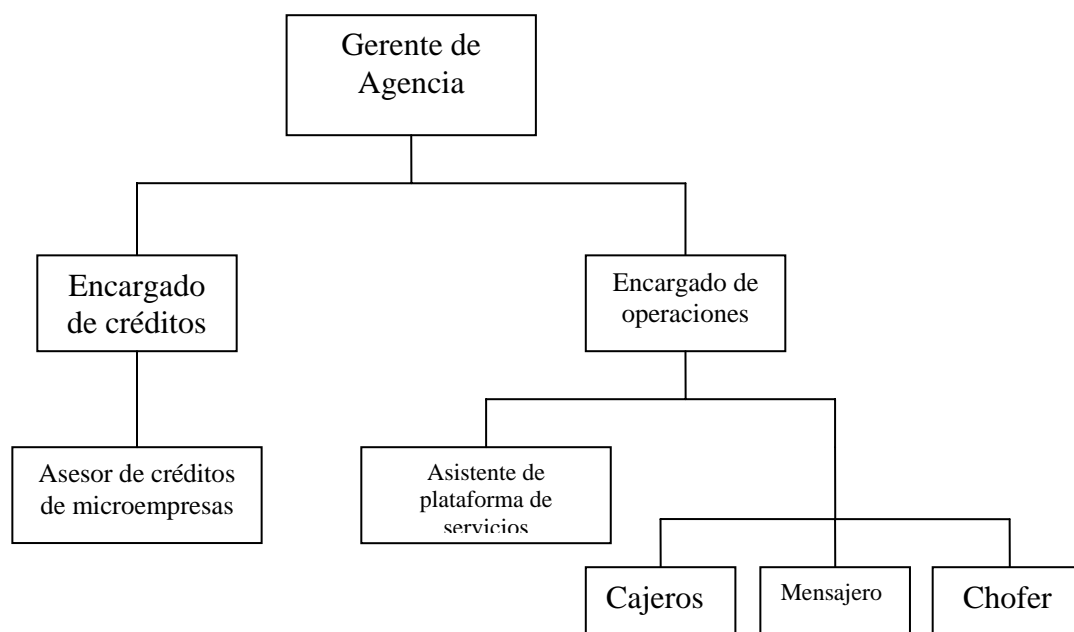 Gerente de
Agencia
Encargado
de créditos
Encargado de
operaciones
Asesor de créditos
de microempresas
Asistente de
plataforma de
servicios
Cajeros
Mensajero
Chofer